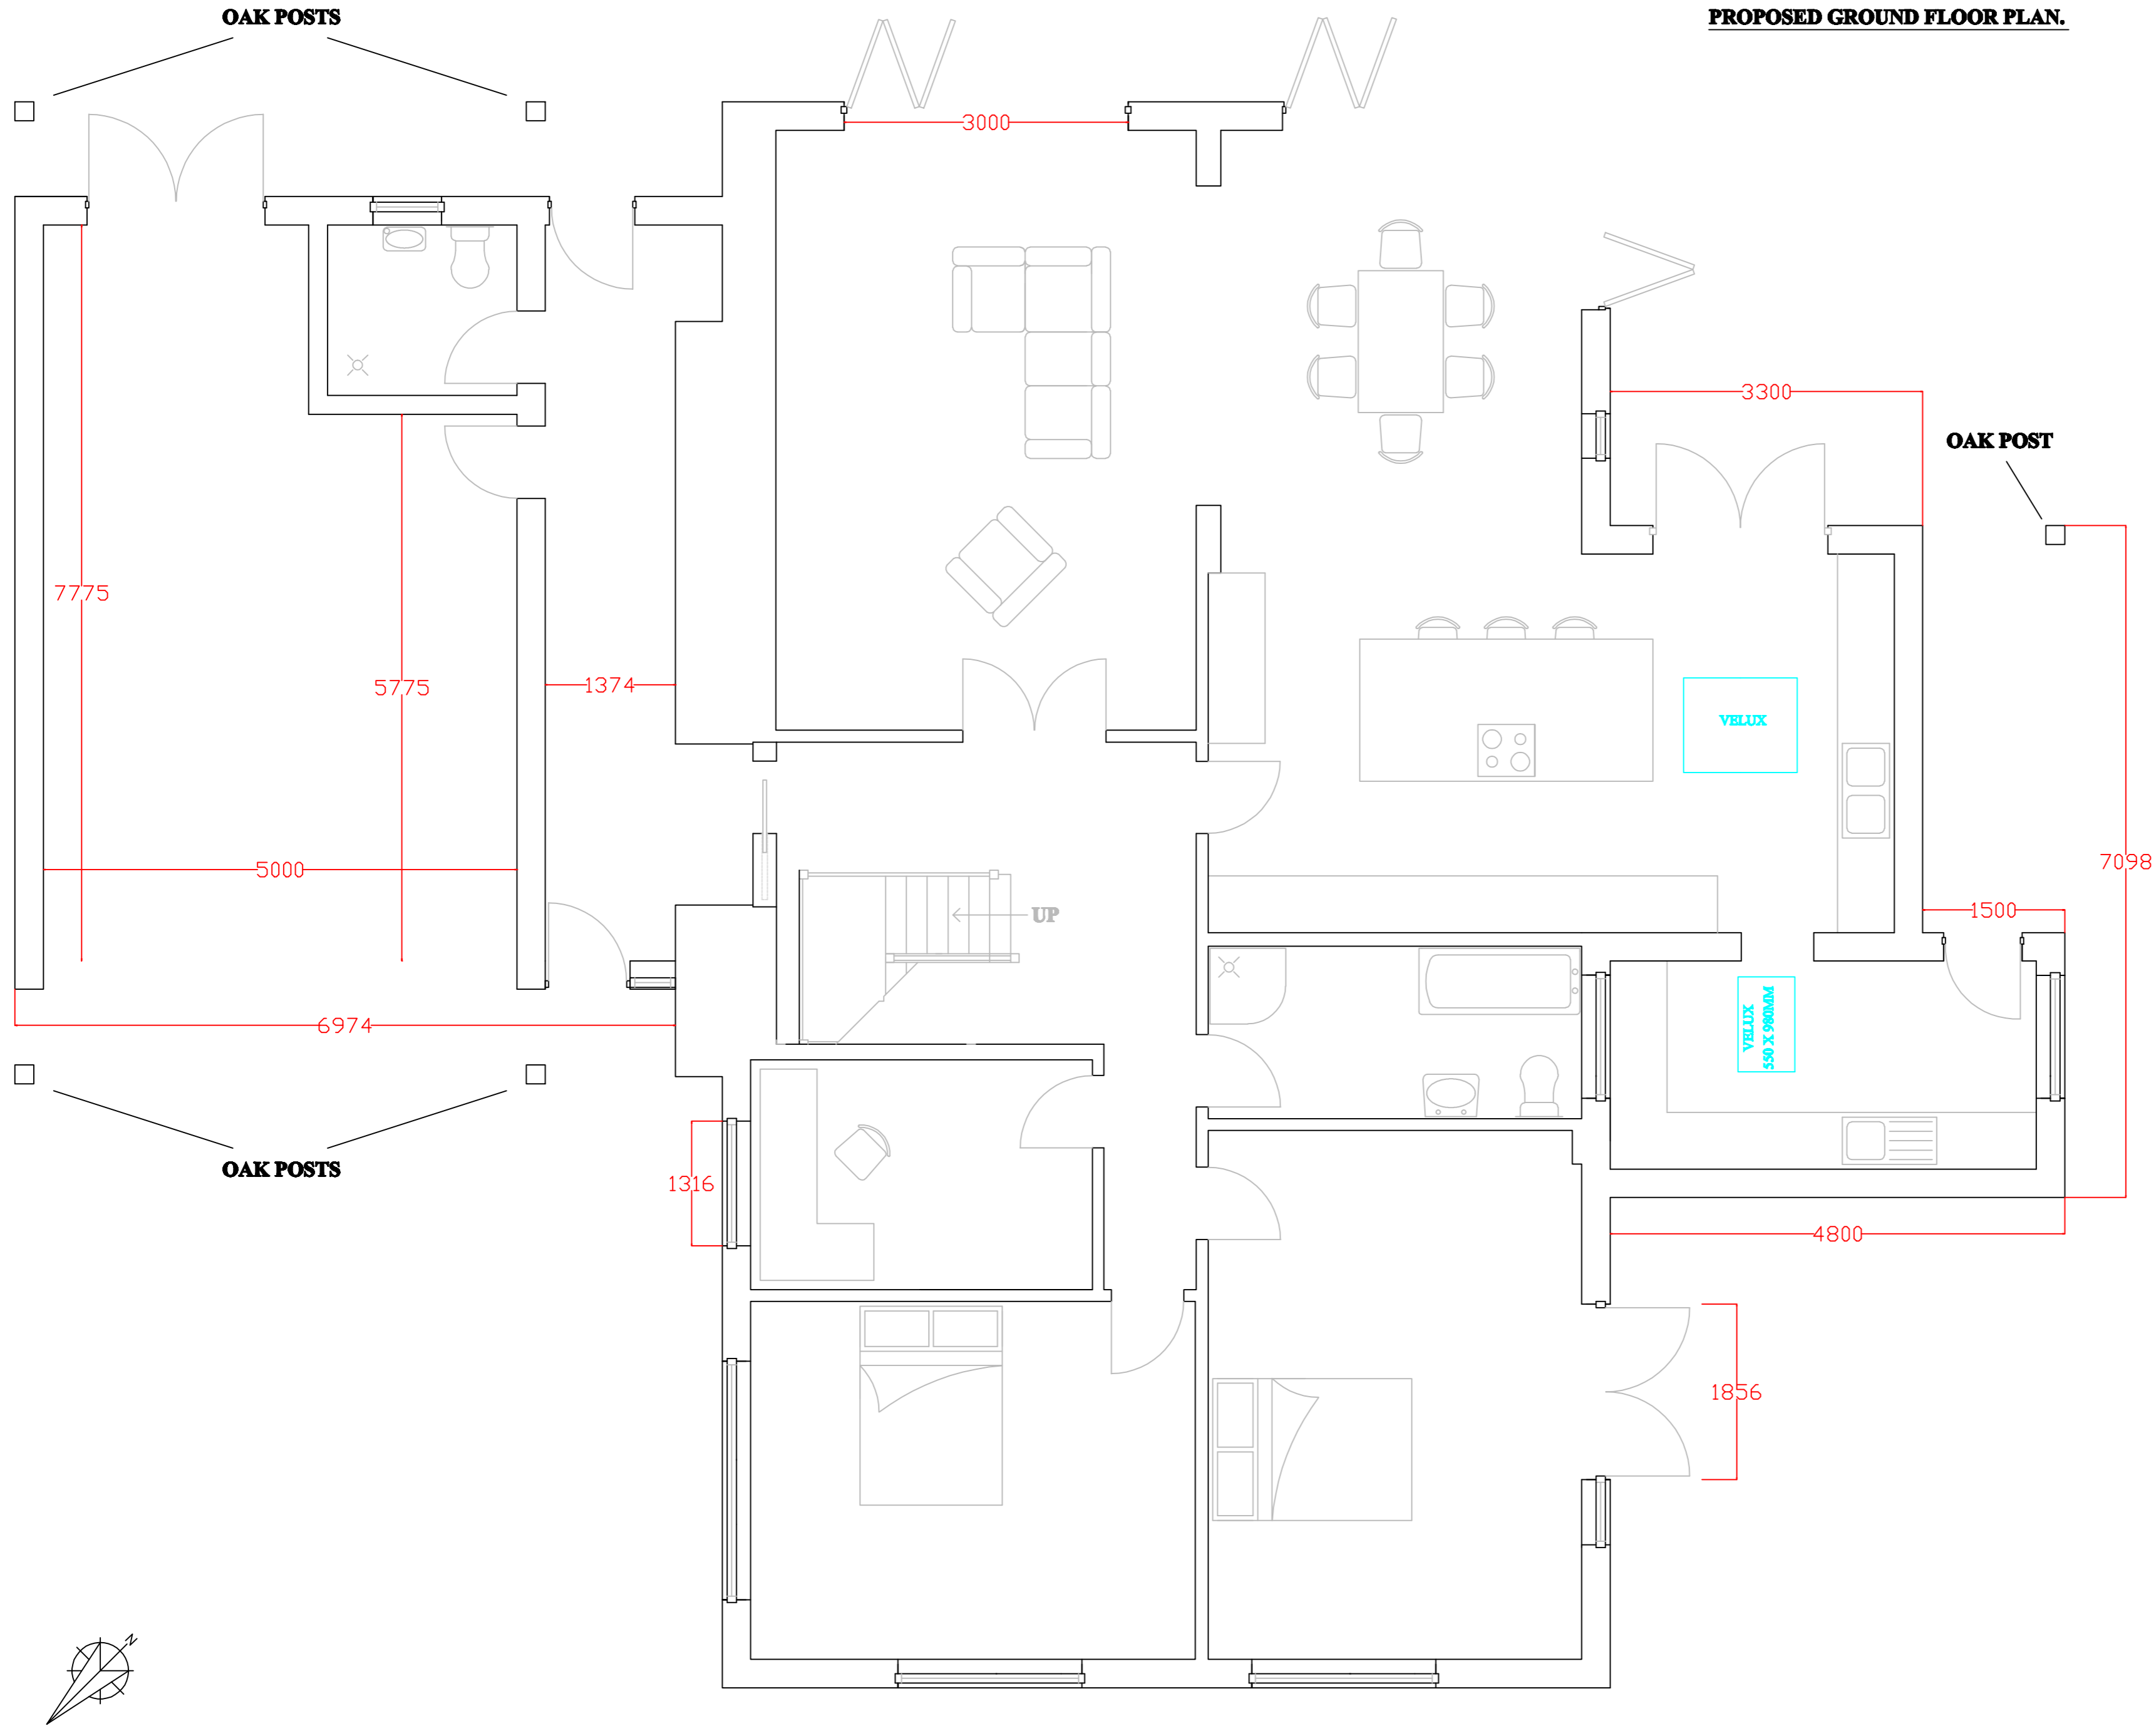 OAK POSTS
PROPOSED GROUND FLOOR PLAN.
3000
3300
OAK POST
7775
5775
1374
VELUX
5000
7098
UP
1500
VELUX
550 X 980MM
6974
OAK POSTS
1316
4800
1856
N